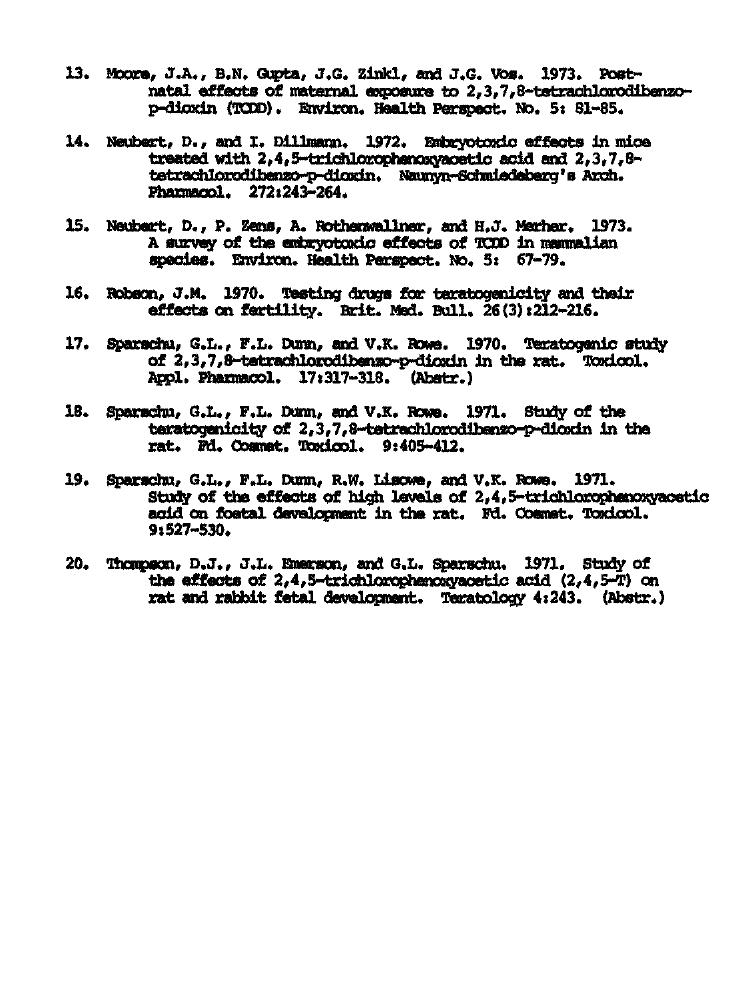 13. Moore, J.A., B.N. Gupta, J.G. Zinkl, and J.G. Vos. 1973. Post-
natal effects of maternal exposure to 2,3,7,8-tetrachlorodibenzo-
p-dioxin (TCDD). Environ. Health Perspect. No. 5: 81-85.
14. Neubert, D., and I. Dillmann. 1972. Embryotoxic effects in mice
treated with 2,4,5-trichlorophenoxyacetic acid and 2,3,7,8-
tetrachlorodibenzo-p-dioxin. Naunyn-Schmiedeberg's Arch.
Pharmacol. 272:243-264.
15. Neubert, D., P. Zens, A. Rothenwallner, and H.J. Merker. 1973.
A survey of the embryotoxic effects of TCDD in mammalian
species. Environ. Health Perspect. No. 5: 67-79.
16. Robson, J.M. 1970. Testing drugs for teratogenicity and their
effects on fertility. Brit. Med. Bull. 26(3):212-216.
17. Sparschu, G.L., F.L. Dunn, and V.K. Rowe. 1970. Teratogenic study
of 2,3,7,8-tetrachlorodibenzo-p-dioxin in the rat. Toxicol.
Appl. Pharmacol. 17:317-318. (Abstr.)
18. Sparschu, G.L., F.L. Dunn, and V.K. Rowe. 1971. Study of the
teratogenicity of 2,3,7,8-tetrachlorodibenzo-p-dioxin in the
rat. Fd. Cosmet. Toxicol. 9:405-412.
19. Sparschu, G.L., F.L. Dunn, R.W. Lisowe, and V.K. Rowe. 1971.
Study of the effects of high levels of 2,4,5-trichlorophenoxyacetic
acid on foetal development in the rat. Fd. Cosmet. Toxicol.
9:527-530.
20. Thompson, D.J., J.L. Emerson, and G.L. Sparschu. 1971. Study of
the effects of 2,4,5-trichlorophenoxyacetic acid (2,4,5-T) on
rat and rabbit fetal development. Teratology 4:243. (Abstr.)